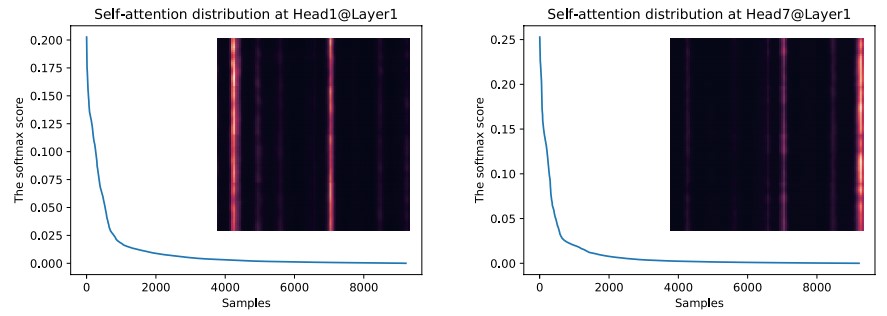 Self-attention distribution at Head1@Layer1
The softmax score
0.200
0.175
0.150
0.125
0.100
0.075
0.050
0.025
0.000
0 2000 4000 6000 8000
Samples
Self-attention distribution at Head7@Layer1
The softmax score
0.25
0.20
0.15
0.10
0.05
0.00
0 2000 4000 6000 8000
Samples